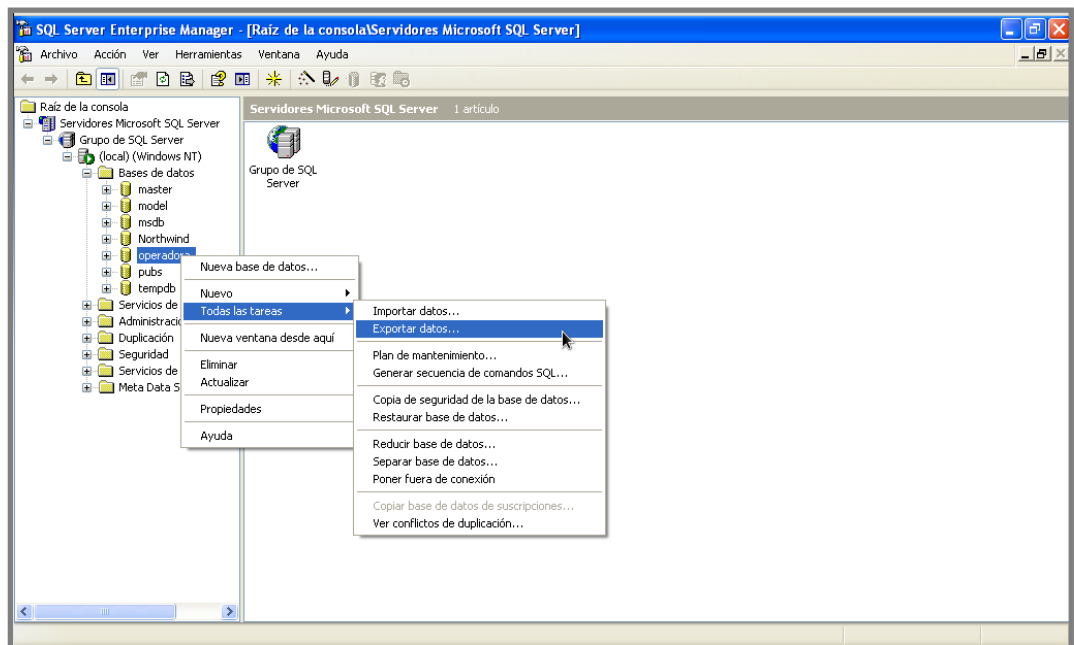 SQL Server Enterprise Manager - [Raíz de la consola\Servidores Microsoft SQL Server]
Archivo Acción Ver Herramientas Ventana Ayuda
Raíz de la consola
Servidores Microsoft SQL Server
Grupo de SQL Server
(local) (Windows NT)
Bases de datos
master
model
msdb
Northwind
operadora
pubs
tempdb
Servicios de
Administració
Duplicación
Seguridad
Servicios de
Meta Data S
Servidores Microsoft SQL Server 1 artículo
Grupo de SQL
Server
Nueva base de datos...
Nuevo
Todas las tareas
Nueva ventana desde aquí
Eliminar
Actualizar
Propiedades
Ayuda
Importar datos...
Exportar datos...
Plan de mantenimiento...
Generar secuencia de comandos SQL...
Copia de seguridad de la base de datos...
Restaurar base de datos...
Reducir base de datos...
Separar base de datos...
Poner fuera de conexión
Copiar base de datos de suscripciones...
Ver conflictos de duplicación...